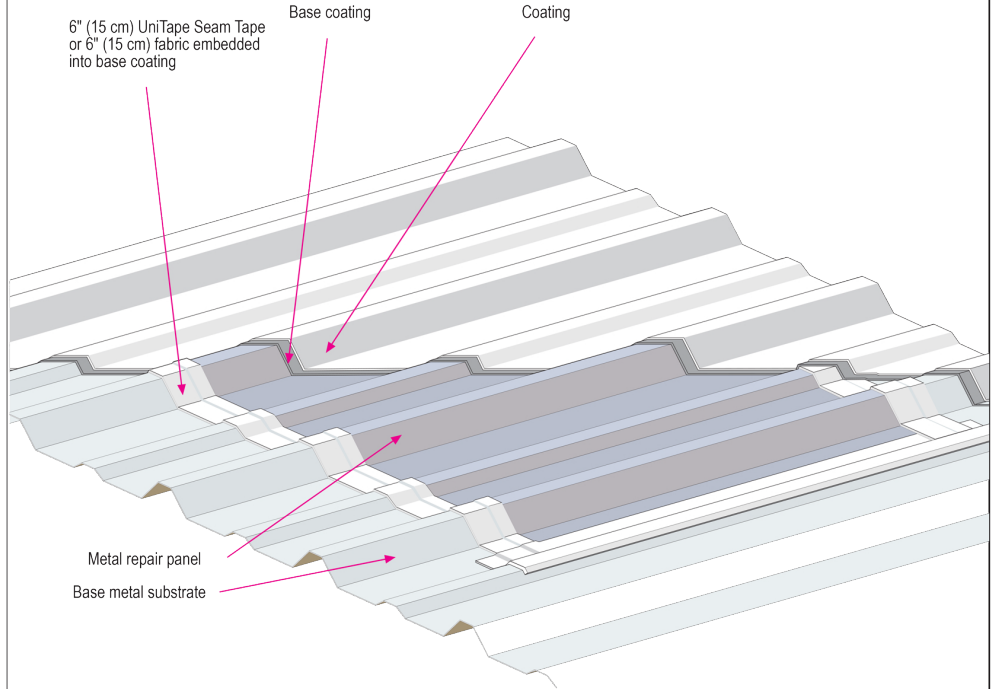 6" (15 cm) UniTape Seam Tape
or 6" (15 cm) fabric embedded
into base coating
Base coating
Coating
Metal repair panel
Base metal substrate